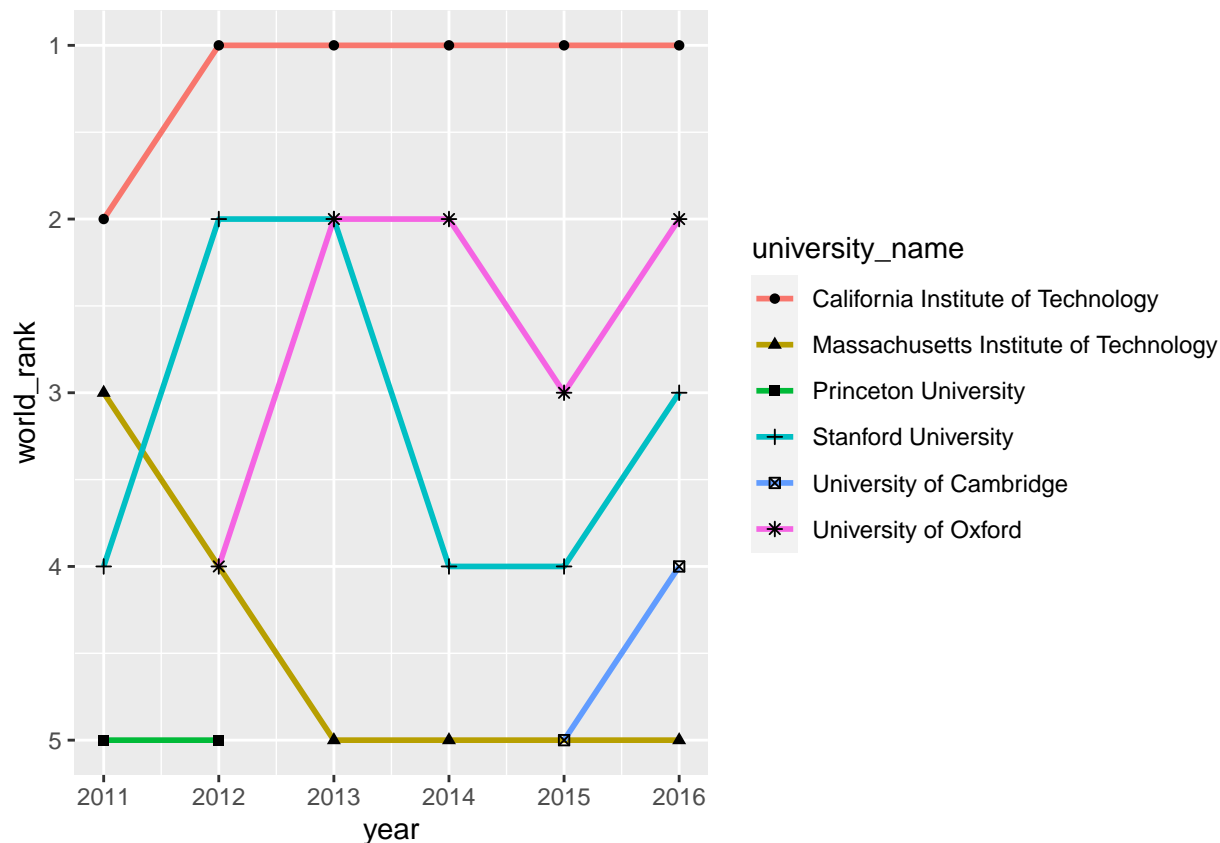 1
2
3
4
5
world_rank
2011 2012 2013 2014 2015 2016
year
university_name
California Institute of Technology
Massachusetts Institute of Technology
Princeton University
Stanford University
University of Cambridge
University of Oxford